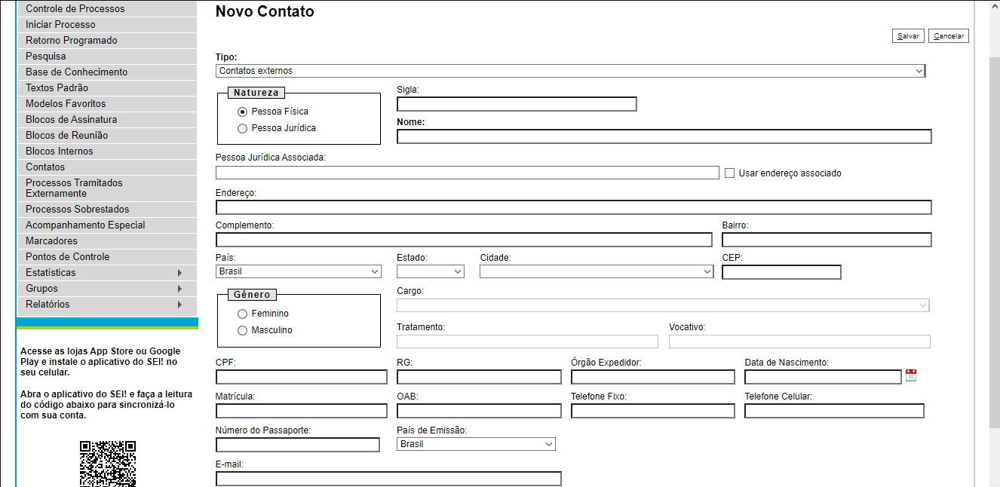 Controle de Processos
Iniciar Processo
Retorno Programado
Pesquisa
Base de Conhecimento
Textos Padrão
Modelos Favoritos
Blocos de Assinatura
Blocos de Reunião
Blocos Internos
Contatos
Processos Tramitados
Externamente
Processos Sobrestados
Acompanhamento Especial
Marcadores
Pontos de Controle
Estatísticas
Grupos
Relatórios
Acesse as lojas App Store ou Google
Play e instale o aplicativo do SEI! no
seu celular.
Abra o aplicativo do SEI! e faça a leitura
do código abaixo para sincronizá-lo
com sua conta.
Novo Contato
Salvar Cancelar
Tipo:
Contatos externos
Natureza
Pessoa Física
Pessoa Jurídica
Sigla:
Nome:
Pessoa Jurídica Associada:
Usar endereço associado
Endereço:
Complemento: Bairro:
País: Estado: Cidade: CEP:
Brasil
Gênero
Feminino
Masculino
Cargo:
Tratamento: Vocativo:
CPF: RG: Órgão Expedidor: Data de Nascimento:
Matrícula: OAB: Telefone Fixo: Telefone Celular:
Número do Passaporte: País de Emissão:
Brasil
E-mail: